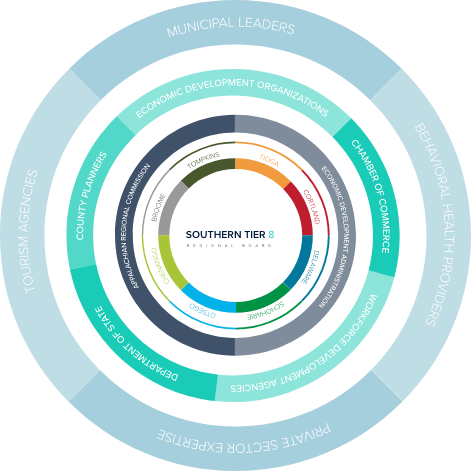 MUNICIPAL LEADERS
BEHAVIORAL HEALTH PROVIDERS
PRIVATE SECTOR EXPERTISE
TOURISM AGENCIES
ECONOMIC DEVELOPMENT ORGANIZATIONS
CHAMBER OF COMMERCE
WORKFORCE DEVELOPMENT AGENCIES
DEPARTMENT OF STATE
COUNTY PLANNERS
APPALACHIAN REGIONAL COMMISSION
ECONOMIC DEVELOPMENT ADMINISTRATION
TIOGA
CORTLAND
DELAWARE
SCHOHARIE
OTSEGO
CHENANGO
BROOME
TOMPKINS
SOUTHERN TIER 8
REGIONAL BOARD